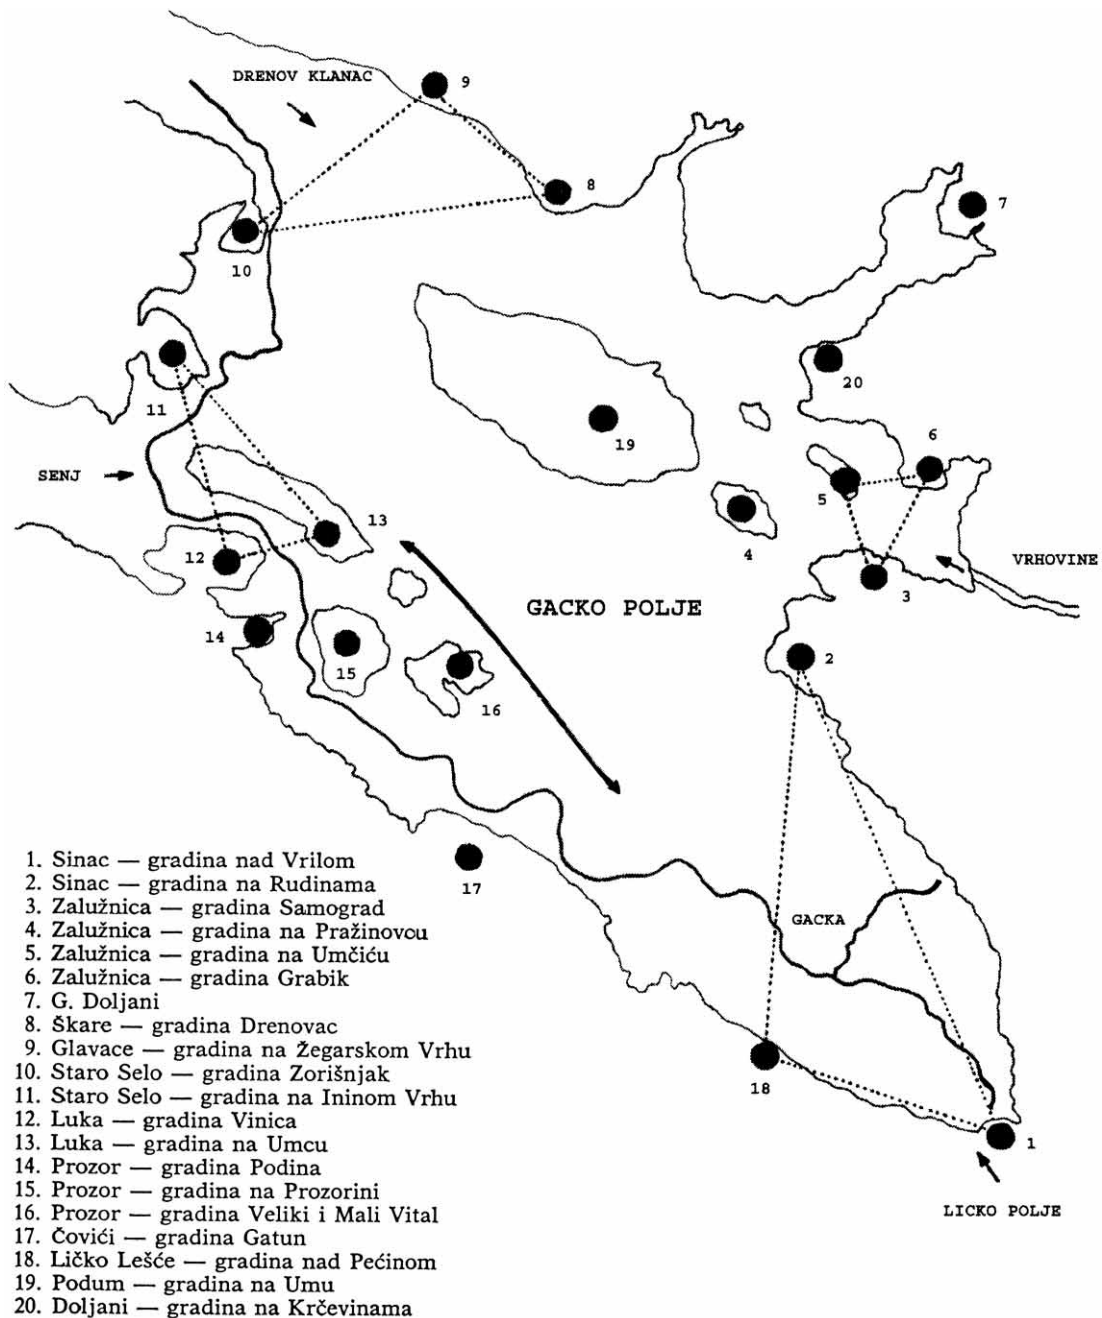 DRENOV KLANAC
9
8
7
10
11
20
19
6
5
SENJ
13
4
12
VRHOVINE
3
GACKO POLJE
14
15
2
16
17
GACKA
18
1
LICKO POLJE
1. Sinac — gradina nad Vrilom
2. Sinac — gradina na Rudinama
3. Zalužnica — gradina Samograd
4. Zalužnica — gradina na Pražinovcu
5. Zalužnica — gradina na Umčiću
6. Zalužnica — gradina Grabik
7. G. Doljani
8. Škare — gradina Drenovac
9. Glavace — gradina na Žegarskom Vrhu
10. Staro Selo — gradina Zorišnjak
11. Staro Selo — gradina na Ininom Vrhu
12. Luka — gradina Vinica
13. Luka — gradina na Umcu
14. Prozor — gradina Podina
15. Prozor — gradina na Prozorini
16. Prozor — gradina Veliki i Mali Vital
17. Čovići — gradina Gatun
18. Ličko Lešće — gradina nad Pećinom
19. Podum — gradina na Umu
20. Doljani — gradina na Krčevinama